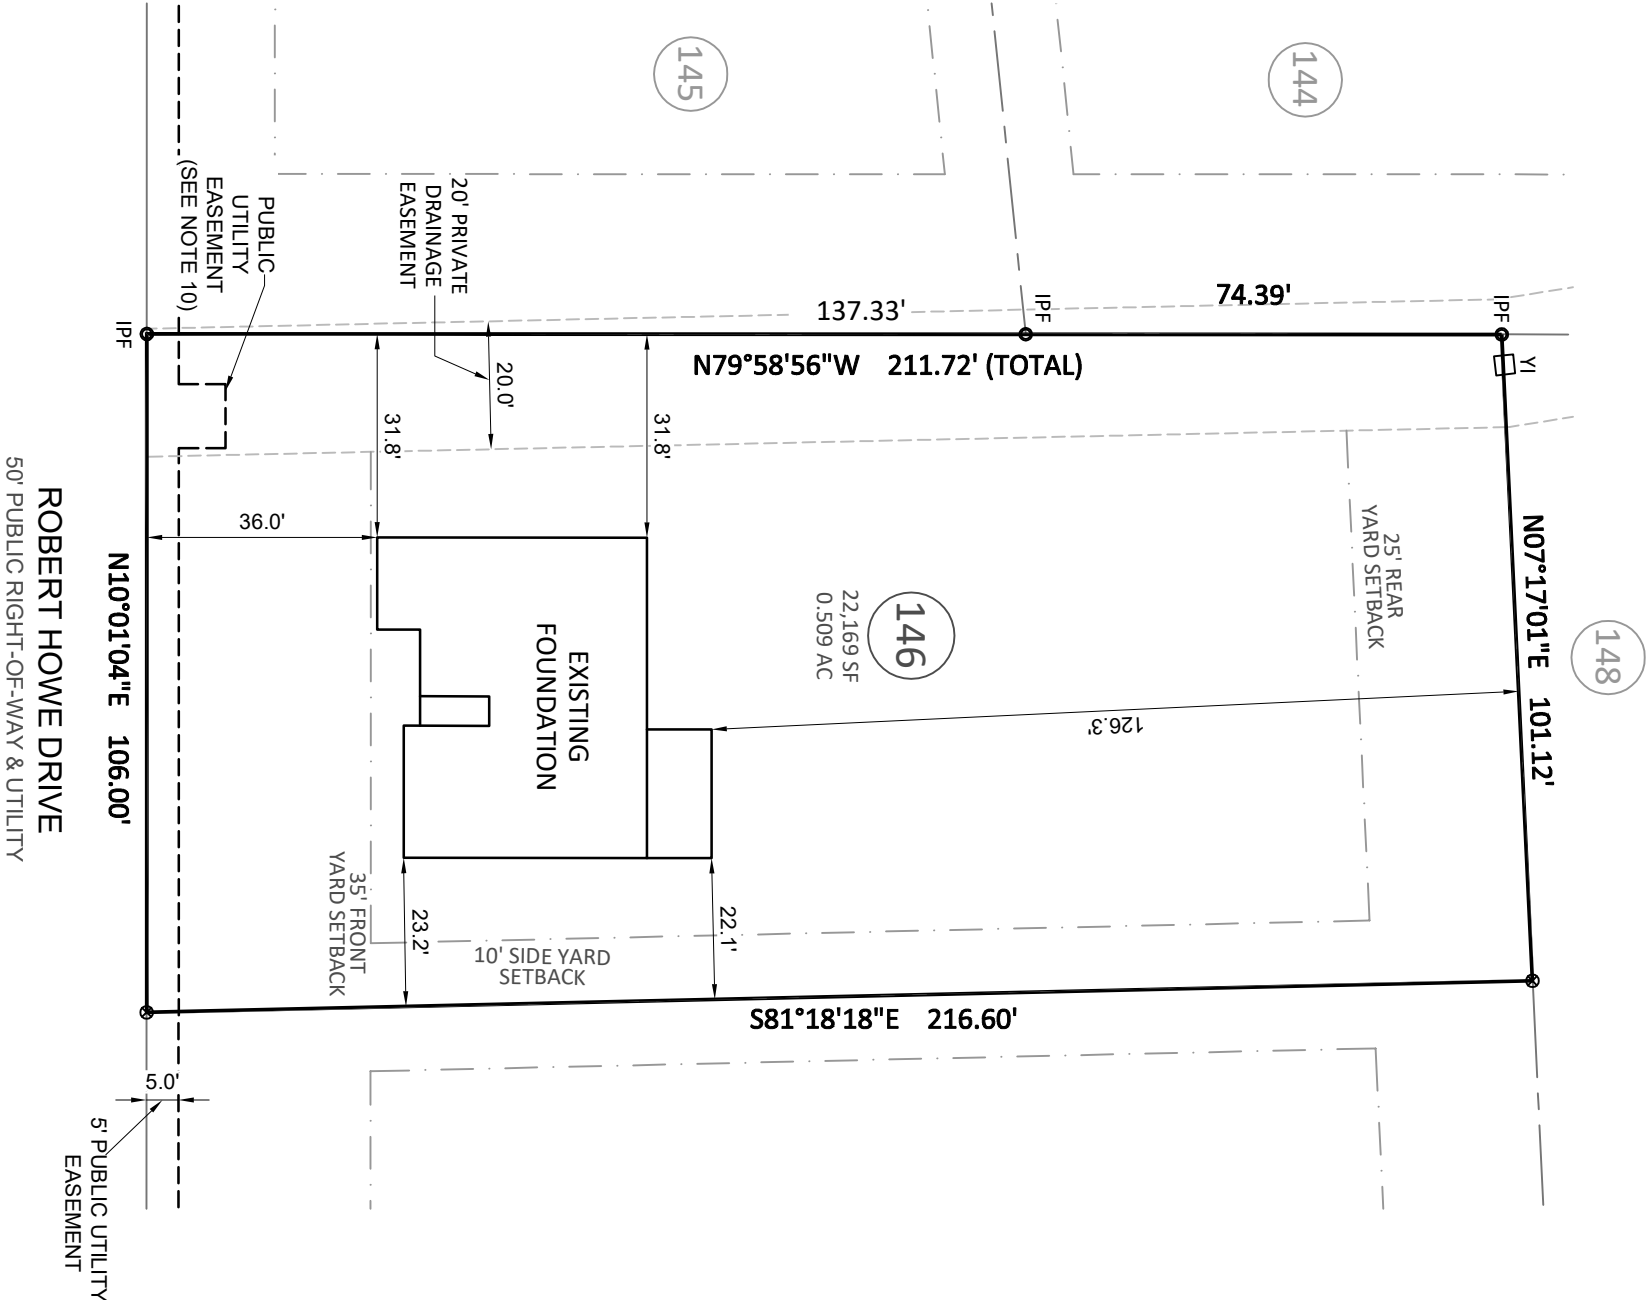 145
144
PUBLIC
UTILITY
EASEMENT
(SEE NOTE 10)
20' PRIVATE
DRAINAGE
EASEMENT
137.33'
74.39'
IPF
IPF
IPF
YI
N79°58'56"W 211.72' (TOTAL)
20.0'
31.8'
31.8'
36.0'
25' REAR
YARD SETBACK
N07°17'01"E 101.12'
148
146
22,169 SF
0.509 AC
126.3'
EXISTING
FOUNDATION
N10°01'04"E 106.00'
ROBERT HOWE DRIVE
50' PUBLIC RIGHT-OF-WAY & UTILITY
35' FRONT
YARD SETBACK
23.2'
22.1'
10' SIDE YARD
SETBACK
S81°18'18"E 216.60'
5.0'
5' PUBLIC UTILITY
EASEMENT